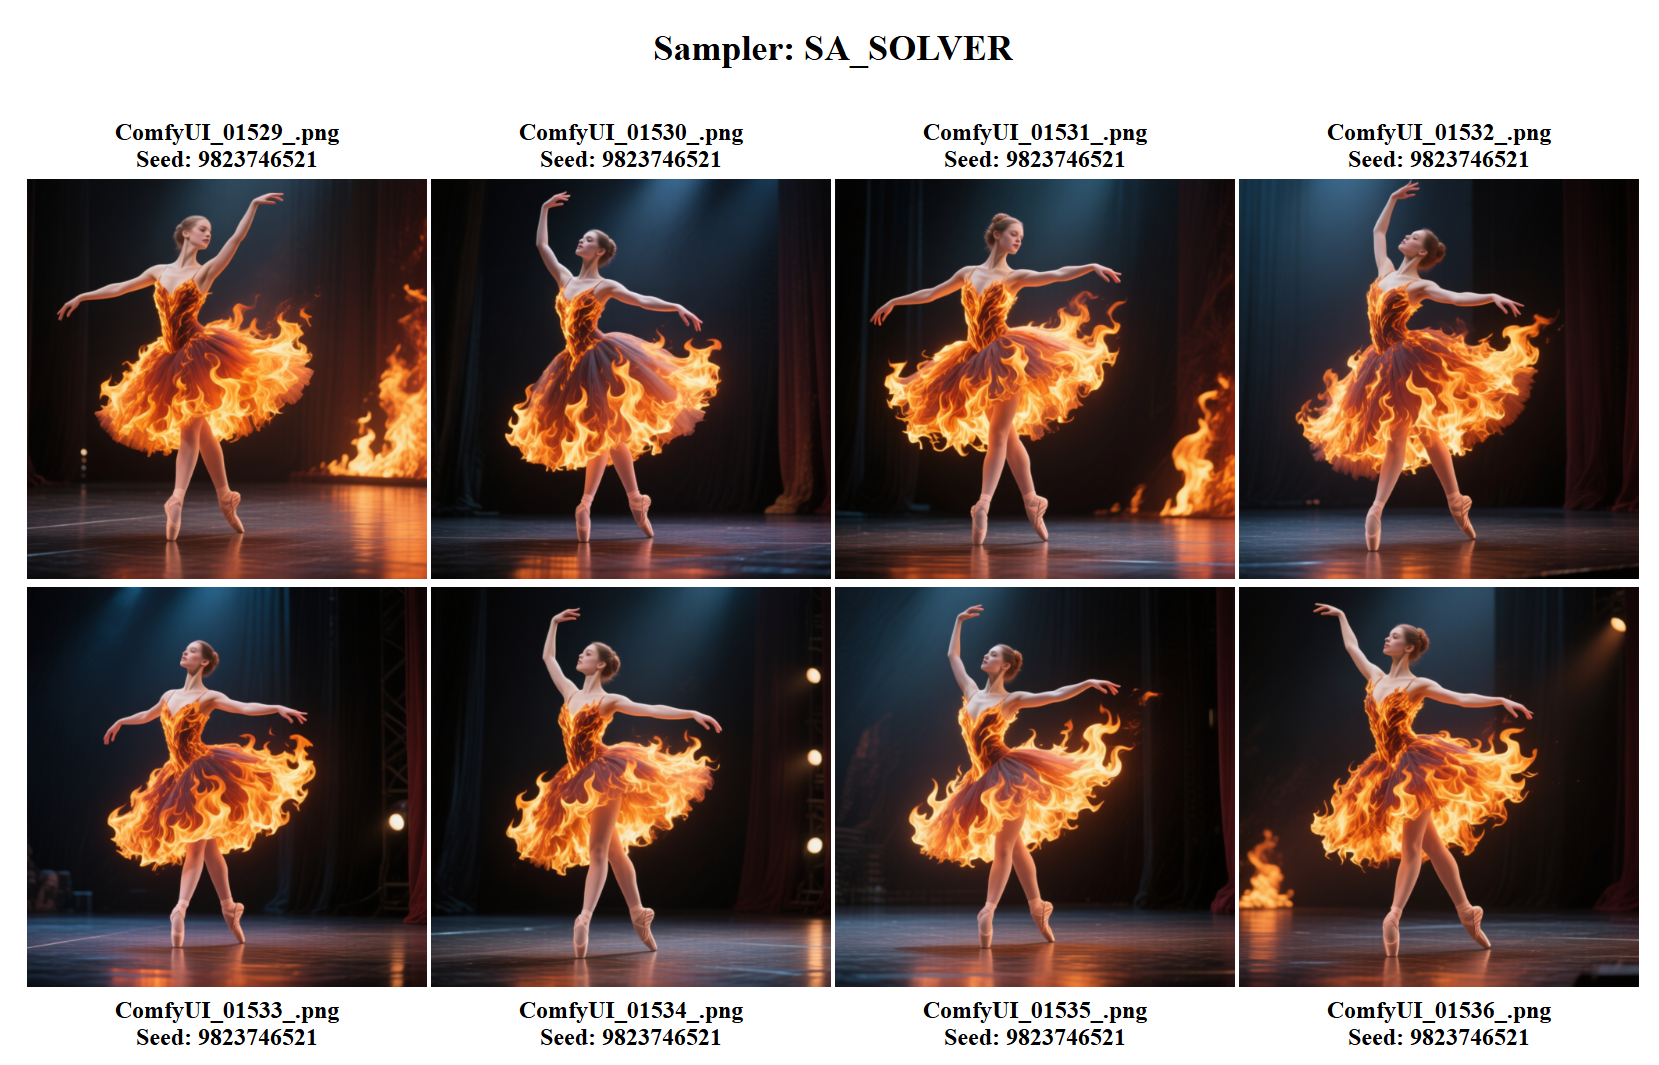 Sampler: SA_SOLVER
ComfyUI_01529_.png
Seed: 9823746521
ComfyUI_01530_.png
Seed: 9823746521
ComfyUI_01531_.png
Seed: 9823746521
ComfyUI_01532_.png
Seed: 9823746521
ComfyUI_01533_.png
Seed: 9823746521
ComfyUI_01534_.png
Seed: 9823746521
ComfyUI_01535_.png
Seed: 9823746521
ComfyUI_01536_.png
Seed: 9823746521